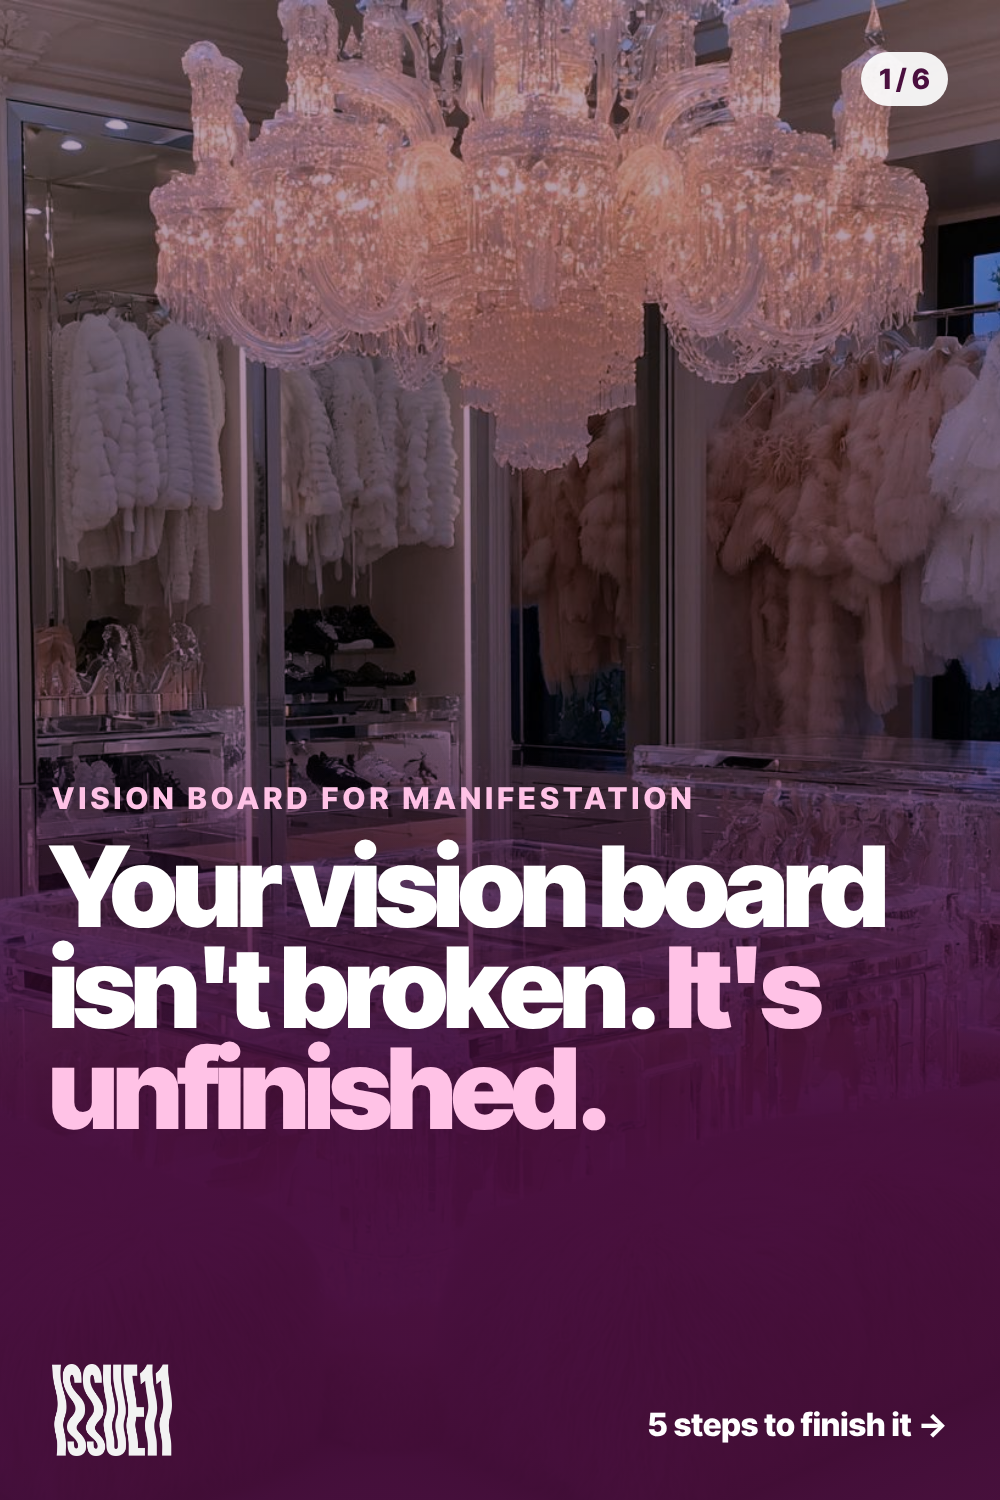 1/6
VISION BOARD FOR MANIFESTATION
Your vision board
isn't broken. It's
unfinished.
ISSUE11
5 steps to finish it →